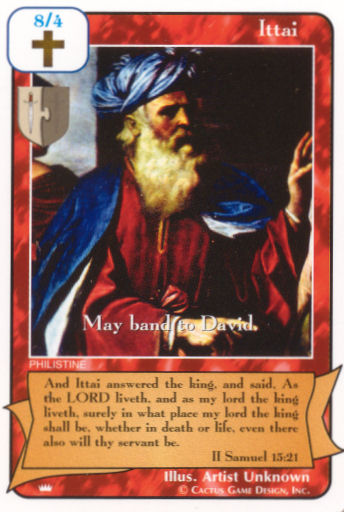 8/4
Ittai
May band to David.
PHILISTINE
And Ittai answered the king, and said, As
the LORD liveth, and as my lord the king
liveth, surely in what place my lord the king
shall be, whether in death or life, even there
also will thy servant be.
II Samuel 15:21
Illus. Artist Unknown
© Cactus Game Design, Inc.